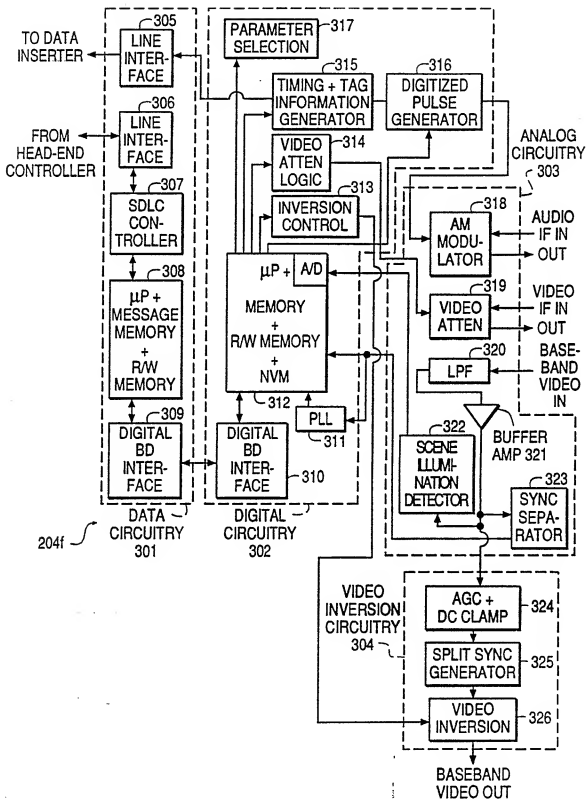 305
TO DATA
INSERTER
LINE
INTER-
FACE
306
FROM
HEAD-END
CONTROLLER
LINE
INTER-
FACE
307
SDLC
CON-
TROLLER
308
μP +
MESSAGE
MEMORY
+
R/W
MEMORY
309
DIGITAL
BD
INTER-
FACE
DATA
CIRCUITRY
301
204f
PARAMETER
SELECTION
317
315
TIMING + TAG
INFORMATION
GENERATOR
316
DIGITIZED
PULSE
GENERATOR
VIDEO
ATTEN
LOGIC
314
313
INVERSION
CONTROL
μP +
A/D
MEMORY
+
R/W MEMORY
+
NVM
312
PLL
311
DIGITAL
BD
INTER-
FACE
310
DIGITAL
CIRCUITRY
302
ANALOG
CIRCUITRY
303
318
AM
MODU-
LATOR
AUDIO
IF IN
OUT
319
VIDEO
ATTEN
VIDEO
IF IN
OUT
320
LPF
BASE-
BAND
VIDEO
IN
BUFFER
AMP 321
322
SCENE
ILLUMI-
NATION
DETECTOR
323
SYNC
SEPA-
RATOR
VIDEO
INVERSION
CIRCUITRY
304
AGC +
DC CLAMP
324
SPLIT SYNC
GENERATOR
325
VIDEO
INVERSION
326
BASEBAND
VIDEO OUT